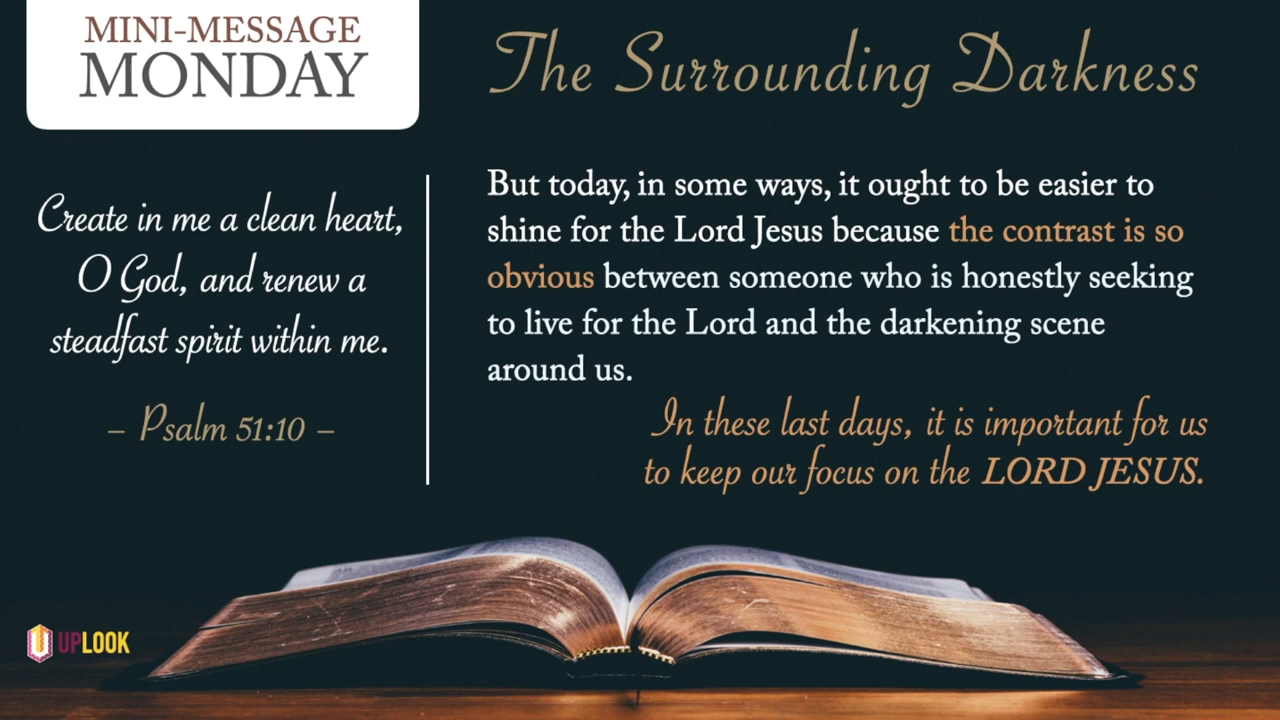 MINI-MESSAGE
MONDAY
The Surrounding Darkness
Create in me a clean heart,
O God, and renew a
steadfast spirit within me.
– Psalm 51:10 –
But today, in some ways, it ought to be easier to
shine for the Lord Jesus because the contrast is so
obvious between someone who is honestly seeking
to live for the Lord and the darkening scene
around us.
In these last days, it is important for us
to keep our focus on the LORD JESUS.
UPLOOK